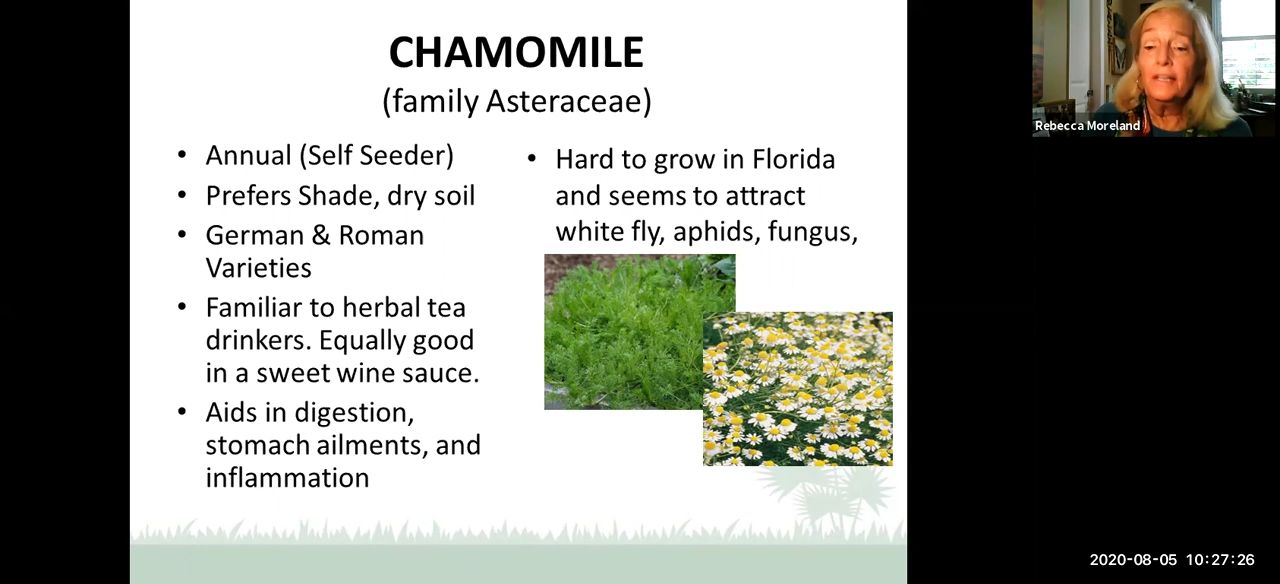 CHAMOMILE
(family Asteraceae)
• Annual (Self Seeder)
• Prefers Shade, dry soil
• German & Roman
Varieties
• Familiar to herbal tea
drinkers. Equally good
in a sweet wine sauce.
• Aids in digestion,
stomach ailments, and
inflammation
• Hard to grow in Florida
and seems to attract
white fly, aphids, fungus,
Rebecca Moreland
2020-08-05 10:27:26